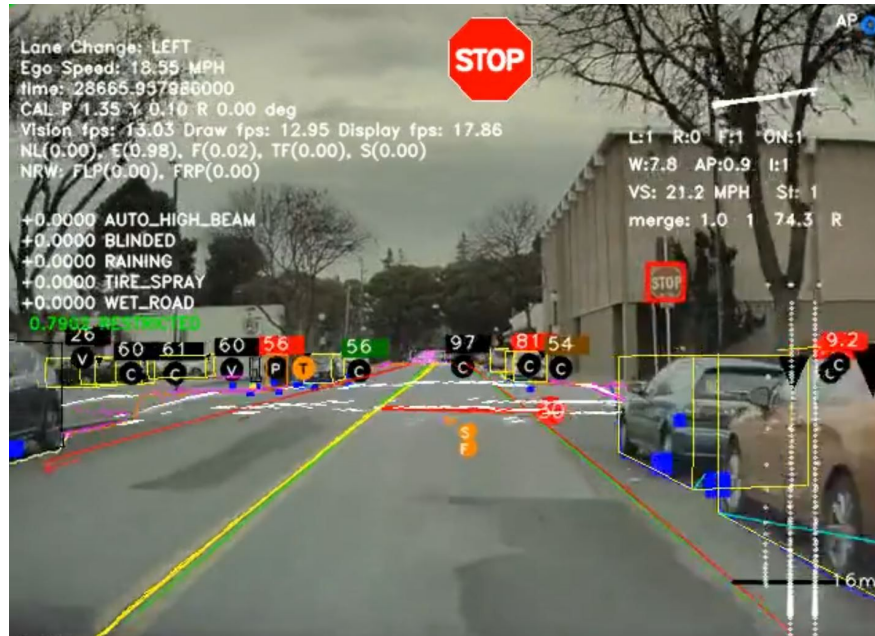 AP
STOP
Lane Change: LEFT
Ego Speed: 18.55 MPH
time: 28665.957980000
CAL P 1.35 Y 0.10 R 0.00 deg
Vision fps: 13.03 Draw fps: 12.95 Display fps: 17.86
NL(0.00), E(0.98), F(0.02), TF(0.00), S(0.00)
NRW: FLP(0.00), FRP(0.00)
L:1 R:0 F:1 ON:1
W:7.8 AP:0.9 I:1
VS: 21.2 MPH St: 1
merge: 1.0 1 74.3 R
+0.0000 AUTO_HIGH_BEAM
+0.0000 BLINDED
+0.0000 RAINING
+0.0000 TIRE_SPRAY
+0.0000 WET_ROAD
RESTRICTED
STOP
26 60 61 60 56 56 97 81 54 9.2
V C C V P T C C C C C
30
S
F
16m